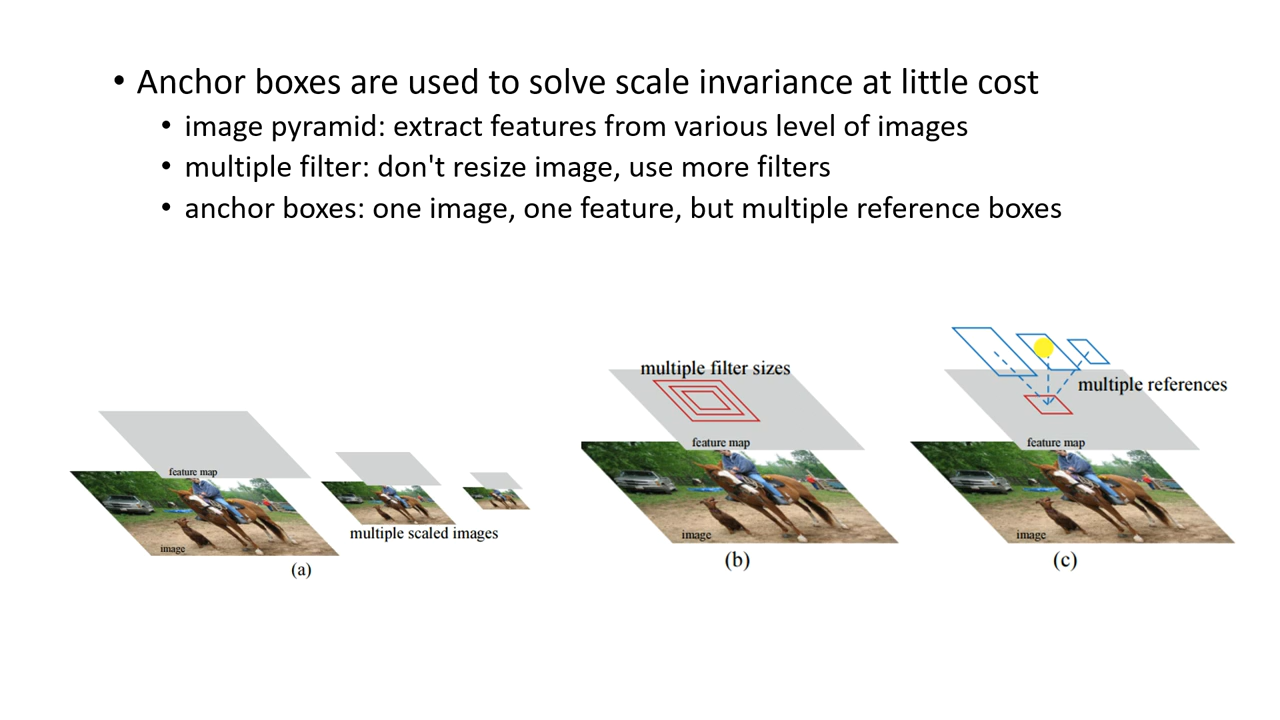 • Anchor boxes are used to solve scale invariance at little cost
• image pyramid: extract features from various level of images
• multiple filter: don't resize image, use more filters
• anchor boxes: one image, one feature, but multiple reference boxes
feature map
image
multiple scaled images
(a)
multiple filter sizes
feature map
image
(b)
multiple references
feature map
image
(c)